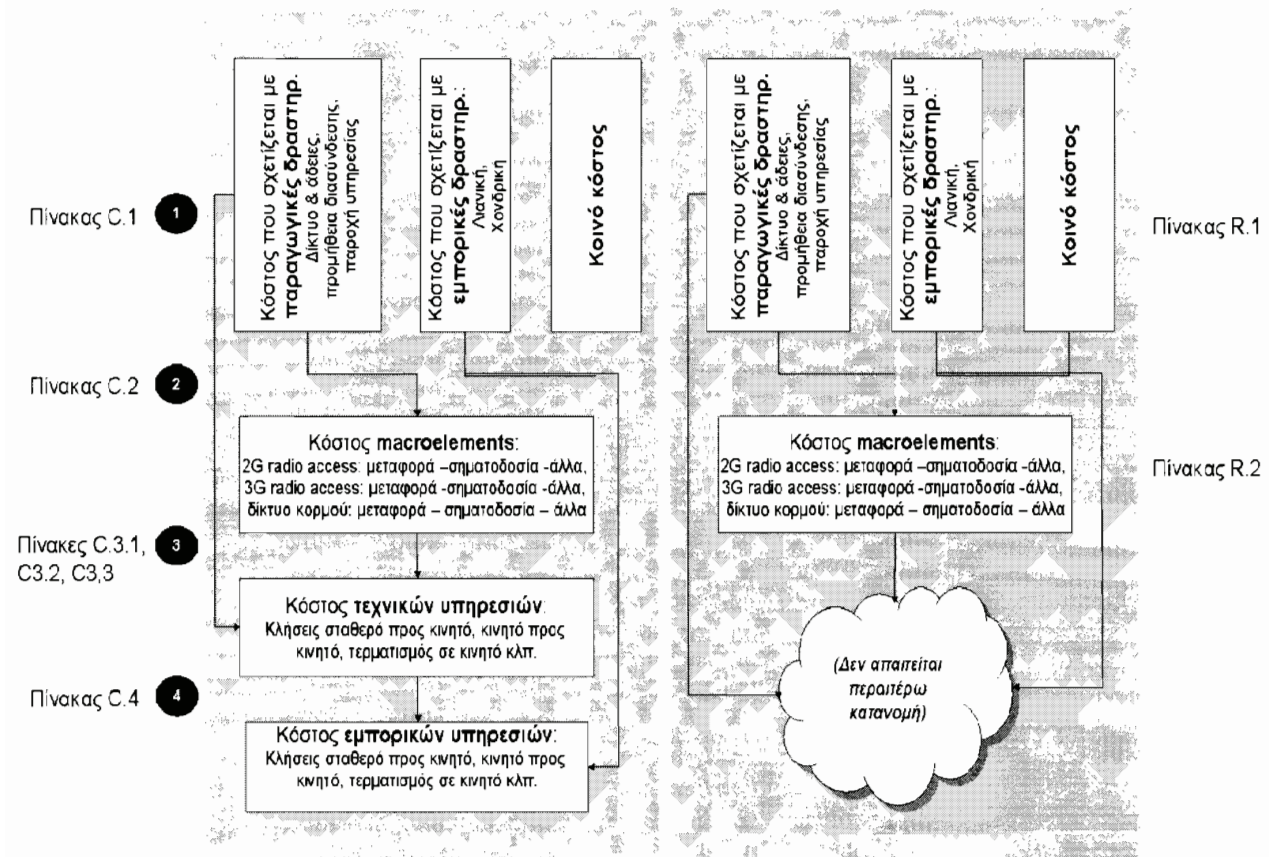 Πίνακας C.1
1
Κόστος που σχετίζεται με
παραγωγικές δραστηρ.
Δίκτυο & άδειες,
προμήθεια διασύνδεσης,
παροχή υπηρεσίας
Κόστος που σχετίζεται με
εμπορικές δραστηρ.:
Λιανική,
Χονδρική
Κοινό κόστος
Κόστος που σχετίζεται με
παραγωγικές δραστηρ.
Δίκτυο & άδειες,
προμήθεια διασύνδεσης,
παροχή υπηρεσίας
Κόστος που σχετίζεται με
εμπορικές δραστηρ.:
Λιανική,
Χονδρική
Κοινό κόστος
Πίνακας R.1
Πίνακας C.2
2
Κόστος macroelements:
2G radio access: μεταφορά –σηματοδοσία -άλλα,
3G radio access: μεταφορά -σηματοδοσία -άλλα,
δίκτυο κορμού: μεταφορά – σηματοδοσία – άλλα
Κόστος macroelements:
2G radio access: μεταφορά –σηματοδοσία -άλλα,
3G radio access: μεταφορά -σηματοδοσία -άλλα,
δίκτυο κορμού: μεταφορά – σηματοδοσία – άλλα
Πίνακας R.2
Πίνακες C.3.1,
C3.2, C3,3
3
Κόστος τεχνικών υπηρεσιών:
Κλήσεις σταθερό προς κινητό, κινητό προς
κινητό, τερματισμός σε κινητό κλπ.
(Δεν απαιτείται
περαιτέρω
κατανομή)
Πίνακας C.4
4
Κόστος εμπορικών υπηρεσιών:
Κλήσεις σταθερό προς κινητό, κινητό προς
κινητό, τερματισμός σε κινητό κλπ.